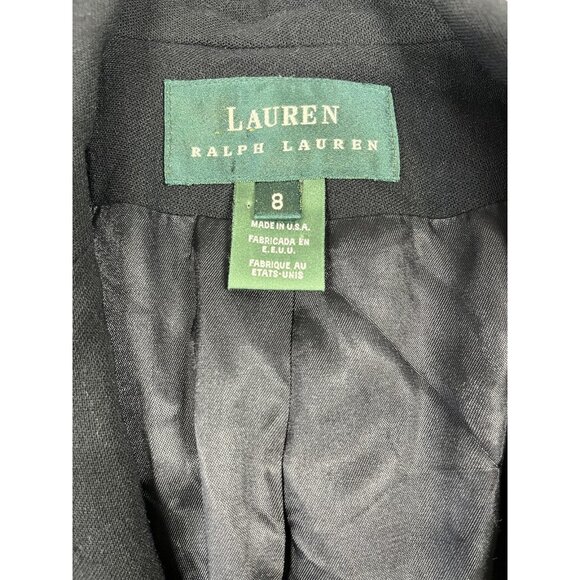 LAUREN
RALPH LAUREN
8
MADE IN U.S.A.
FABRICADA EN
E.E.U.U.
FABRIQUE AU
ETATS-UNIS